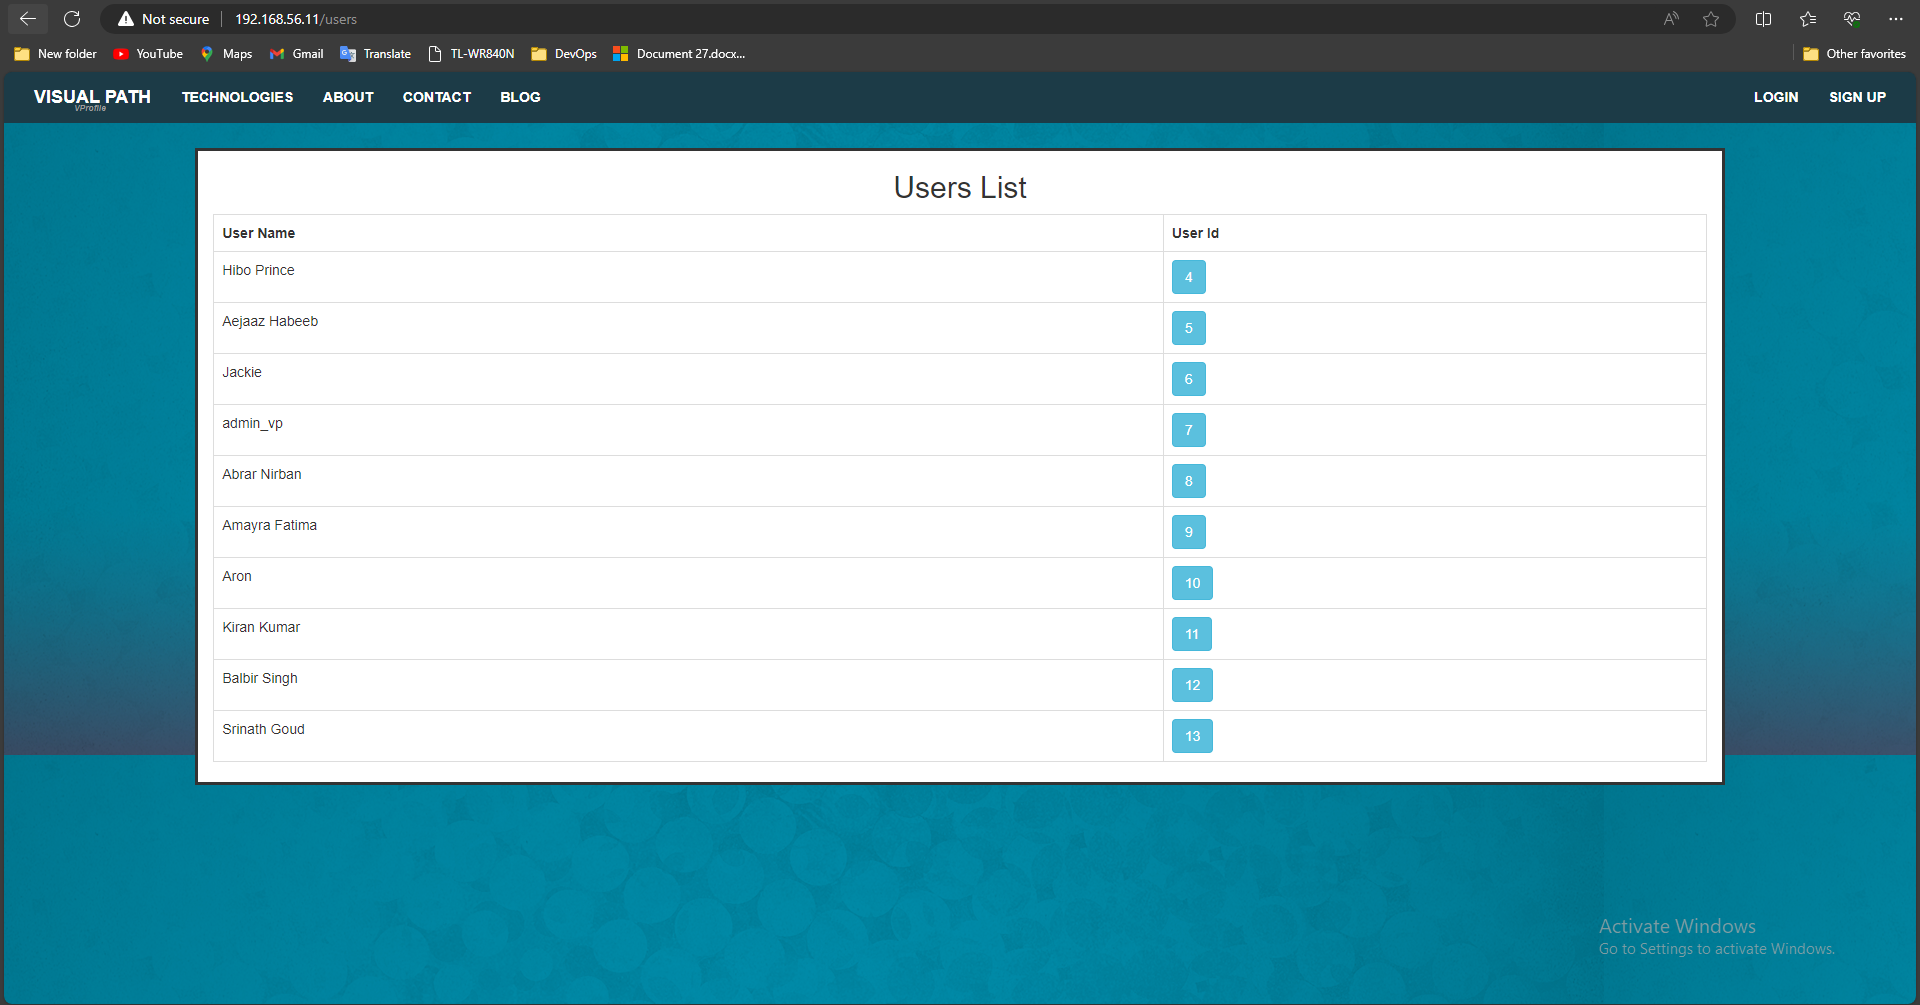 Not secure 192.168.56.11/users
New folder YouTube Maps Gmail Translate TL-WR840N DevOps Document 27.docx... Other favorites
VISUAL PATH TECHNOLOGIES ABOUT CONTACT BLOG LOGIN SIGN UP
VProfile
Users List
User Name User Id
Hibo Prince 4
Aejaaz Habeeb 5
Jackie 6
admin_vp 7
Abrar Nirban 8
Amayra Fatima 9
Aron 10
Kiran Kumar 11
Balbir Singh 12
Srinath Goud 13
Activate Windows
Go to Settings to activate Windows.